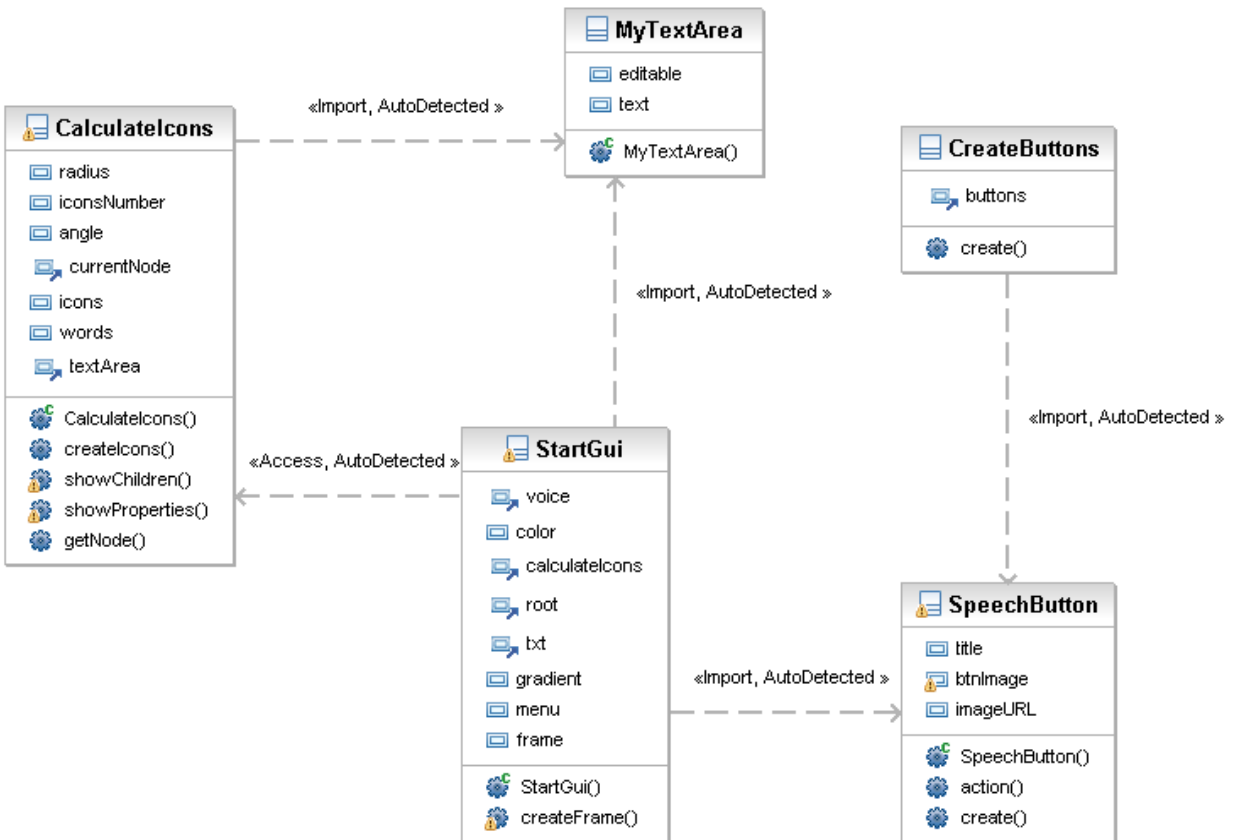 MyTextArea
editable
text
MyTextArea()
«Import, AutoDetected »
CalculateIcons
radius
iconsNumber
angle
currentNode
icons
words
textArea
CalculateIcons()
createIcons()
showChildren()
showProperties()
getNode()
CreateButtons
buttons
create()
«Import, AutoDetected »
«Import, AutoDetected »
«Access, AutoDetected »
StartGui
voice
color
calculateIcons
root
txt
gradient
menu
frame
StartGui()
createFrame()
«Import, AutoDetected »
SpeechButton
title
btnImage
imageURL
SpeechButton()
action()
create()